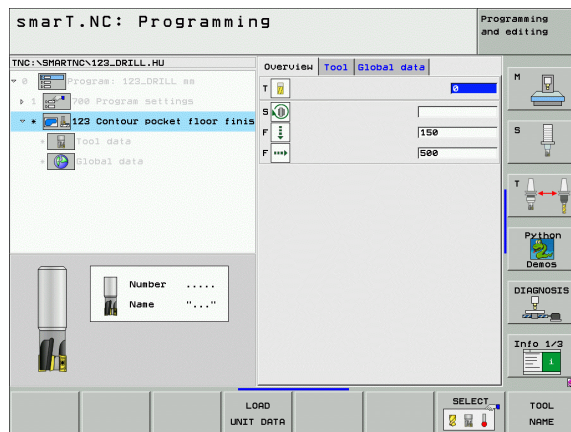 smarT.NC: Programming
Programming and editing
TNC:\SMARTNC\123_DRILL.HU
0 Program: 123_DRILL mm
1 700 Program settings
* 123 Contour pocket floor finis
* Tool data
* Global data
Number .....
Name "..."
Overview Tool Global data
T 0
S
F 150
F 500
M
S
T
Python
Demos
DIAGNOSIS
Info 1/3
LOAD
UNIT DATA
SELECT
TOOL
NAME